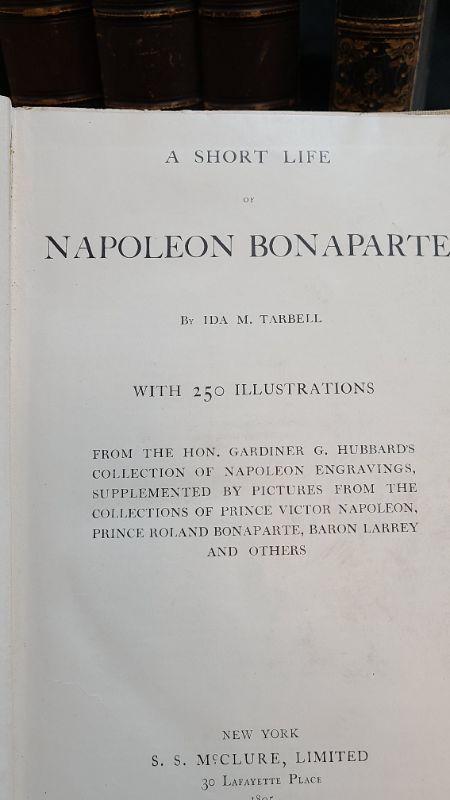 A SHORT LIFE
OF
NAPOLEON BONAPARTE
By IDA M. TARBELL
WITH 250 ILLUSTRATIONS
FROM THE HON. GARDINER G. HUBBARD'S
COLLECTION OF NAPOLEON ENGRAVINGS,
SUPPLEMENTED BY PICTURES FROM THE
COLLECTIONS OF PRINCE VICTOR NAPOLEON,
PRINCE ROLAND BONAPARTE, BARON LARREY
AND OTHERS
NEW YORK
S. S. McCLURE, LIMITED
30 Lafayette Place